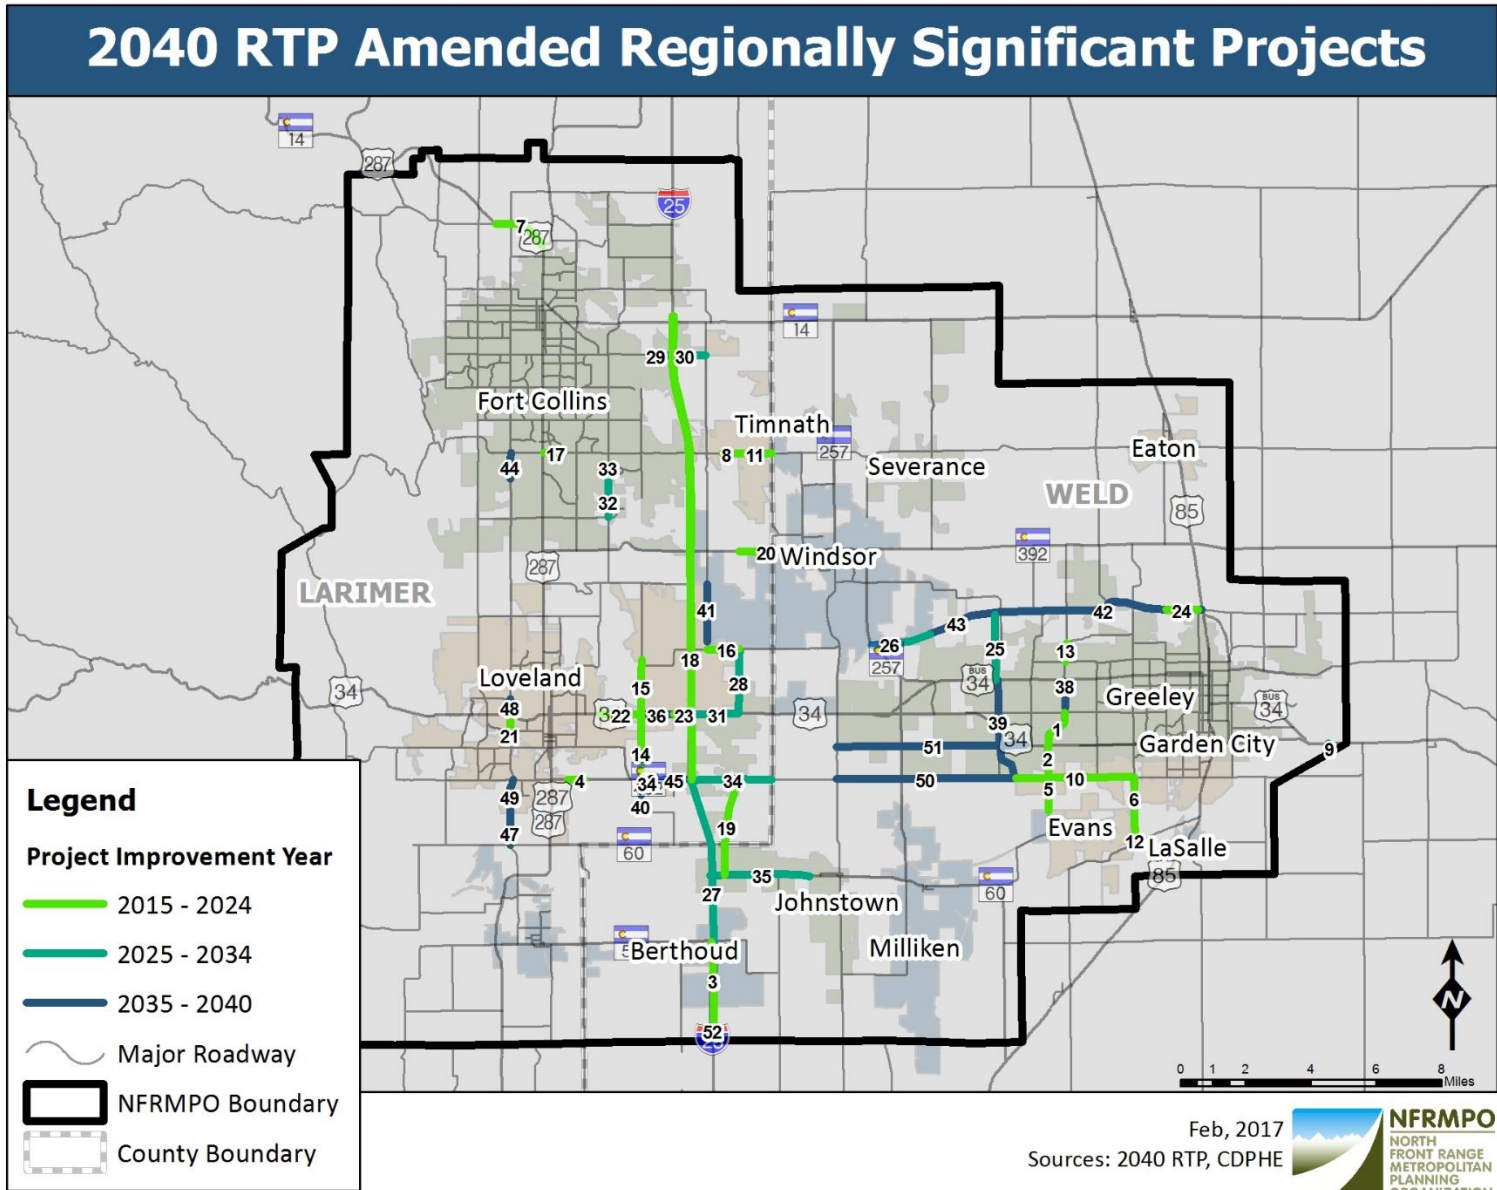 2040 RTP Amended Regionally Significant Projects
14
287
25
7
287
14
29 30
Fort Collins
Timnath
257
Eaton
17
8 11
44
33
Severance
WELD
32
85
392
20 Windsor
287
LARIMER
41
43
42
24
26
25
13
16
257
18
Loveland
28
BUS
34
38
Greeley
BUS
34
34
15
48
22 36 23 31
34
39
1
21
51
34
Garden City
9
14
2
4
34 45
34
50
10
49
287
40
5
6
47
287
60
19
Evans
12 LaSalle
85
35
60
27
Johnstown
Berthoud
Milliken
3
52
N
Legend
Project Improvement Year
2015 - 2024
2025 - 2034
2035 - 2040
Major Roadway
NFRMPO Boundary
County Boundary
0 1 2 4 6 8
Miles
Feb, 2017
Sources: 2040 RTP, CDPHE
NFRMPO
NORTH
FRONT RANGE
METROPOLITAN
PLANNING
ORGANIZATION